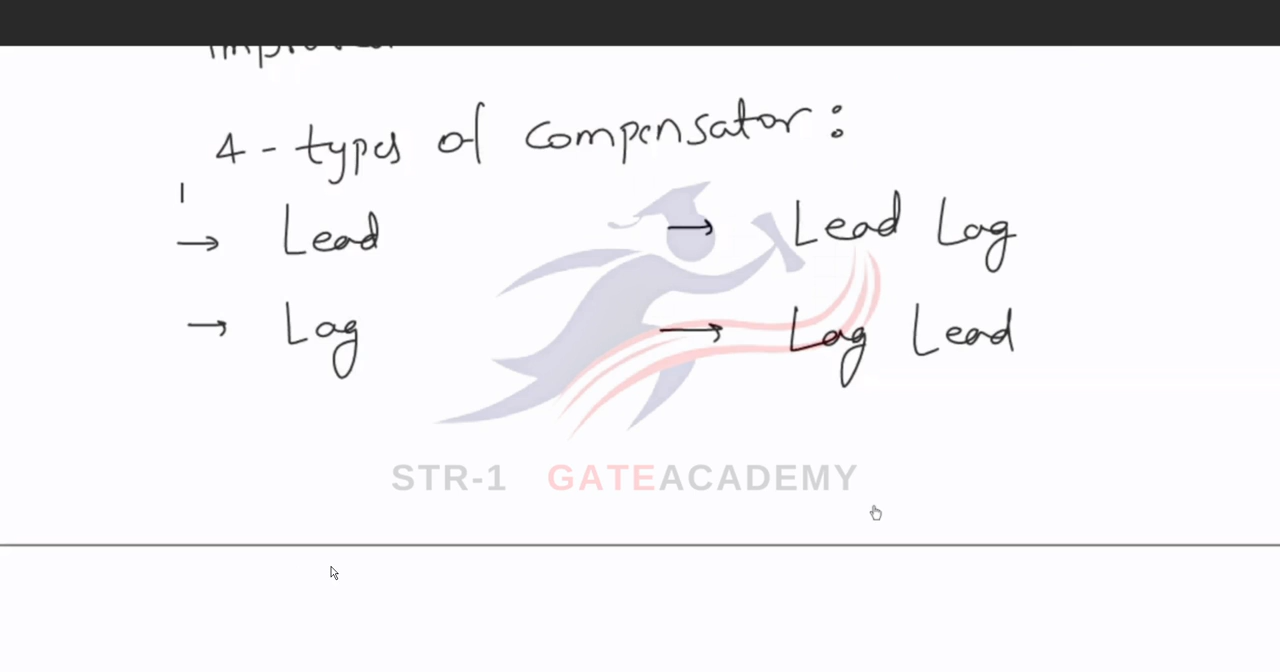 4 - types of compensator :
→ Lead → Lead Lag
→ Lag → Lag Lead
STR-1 GATEACADEMY